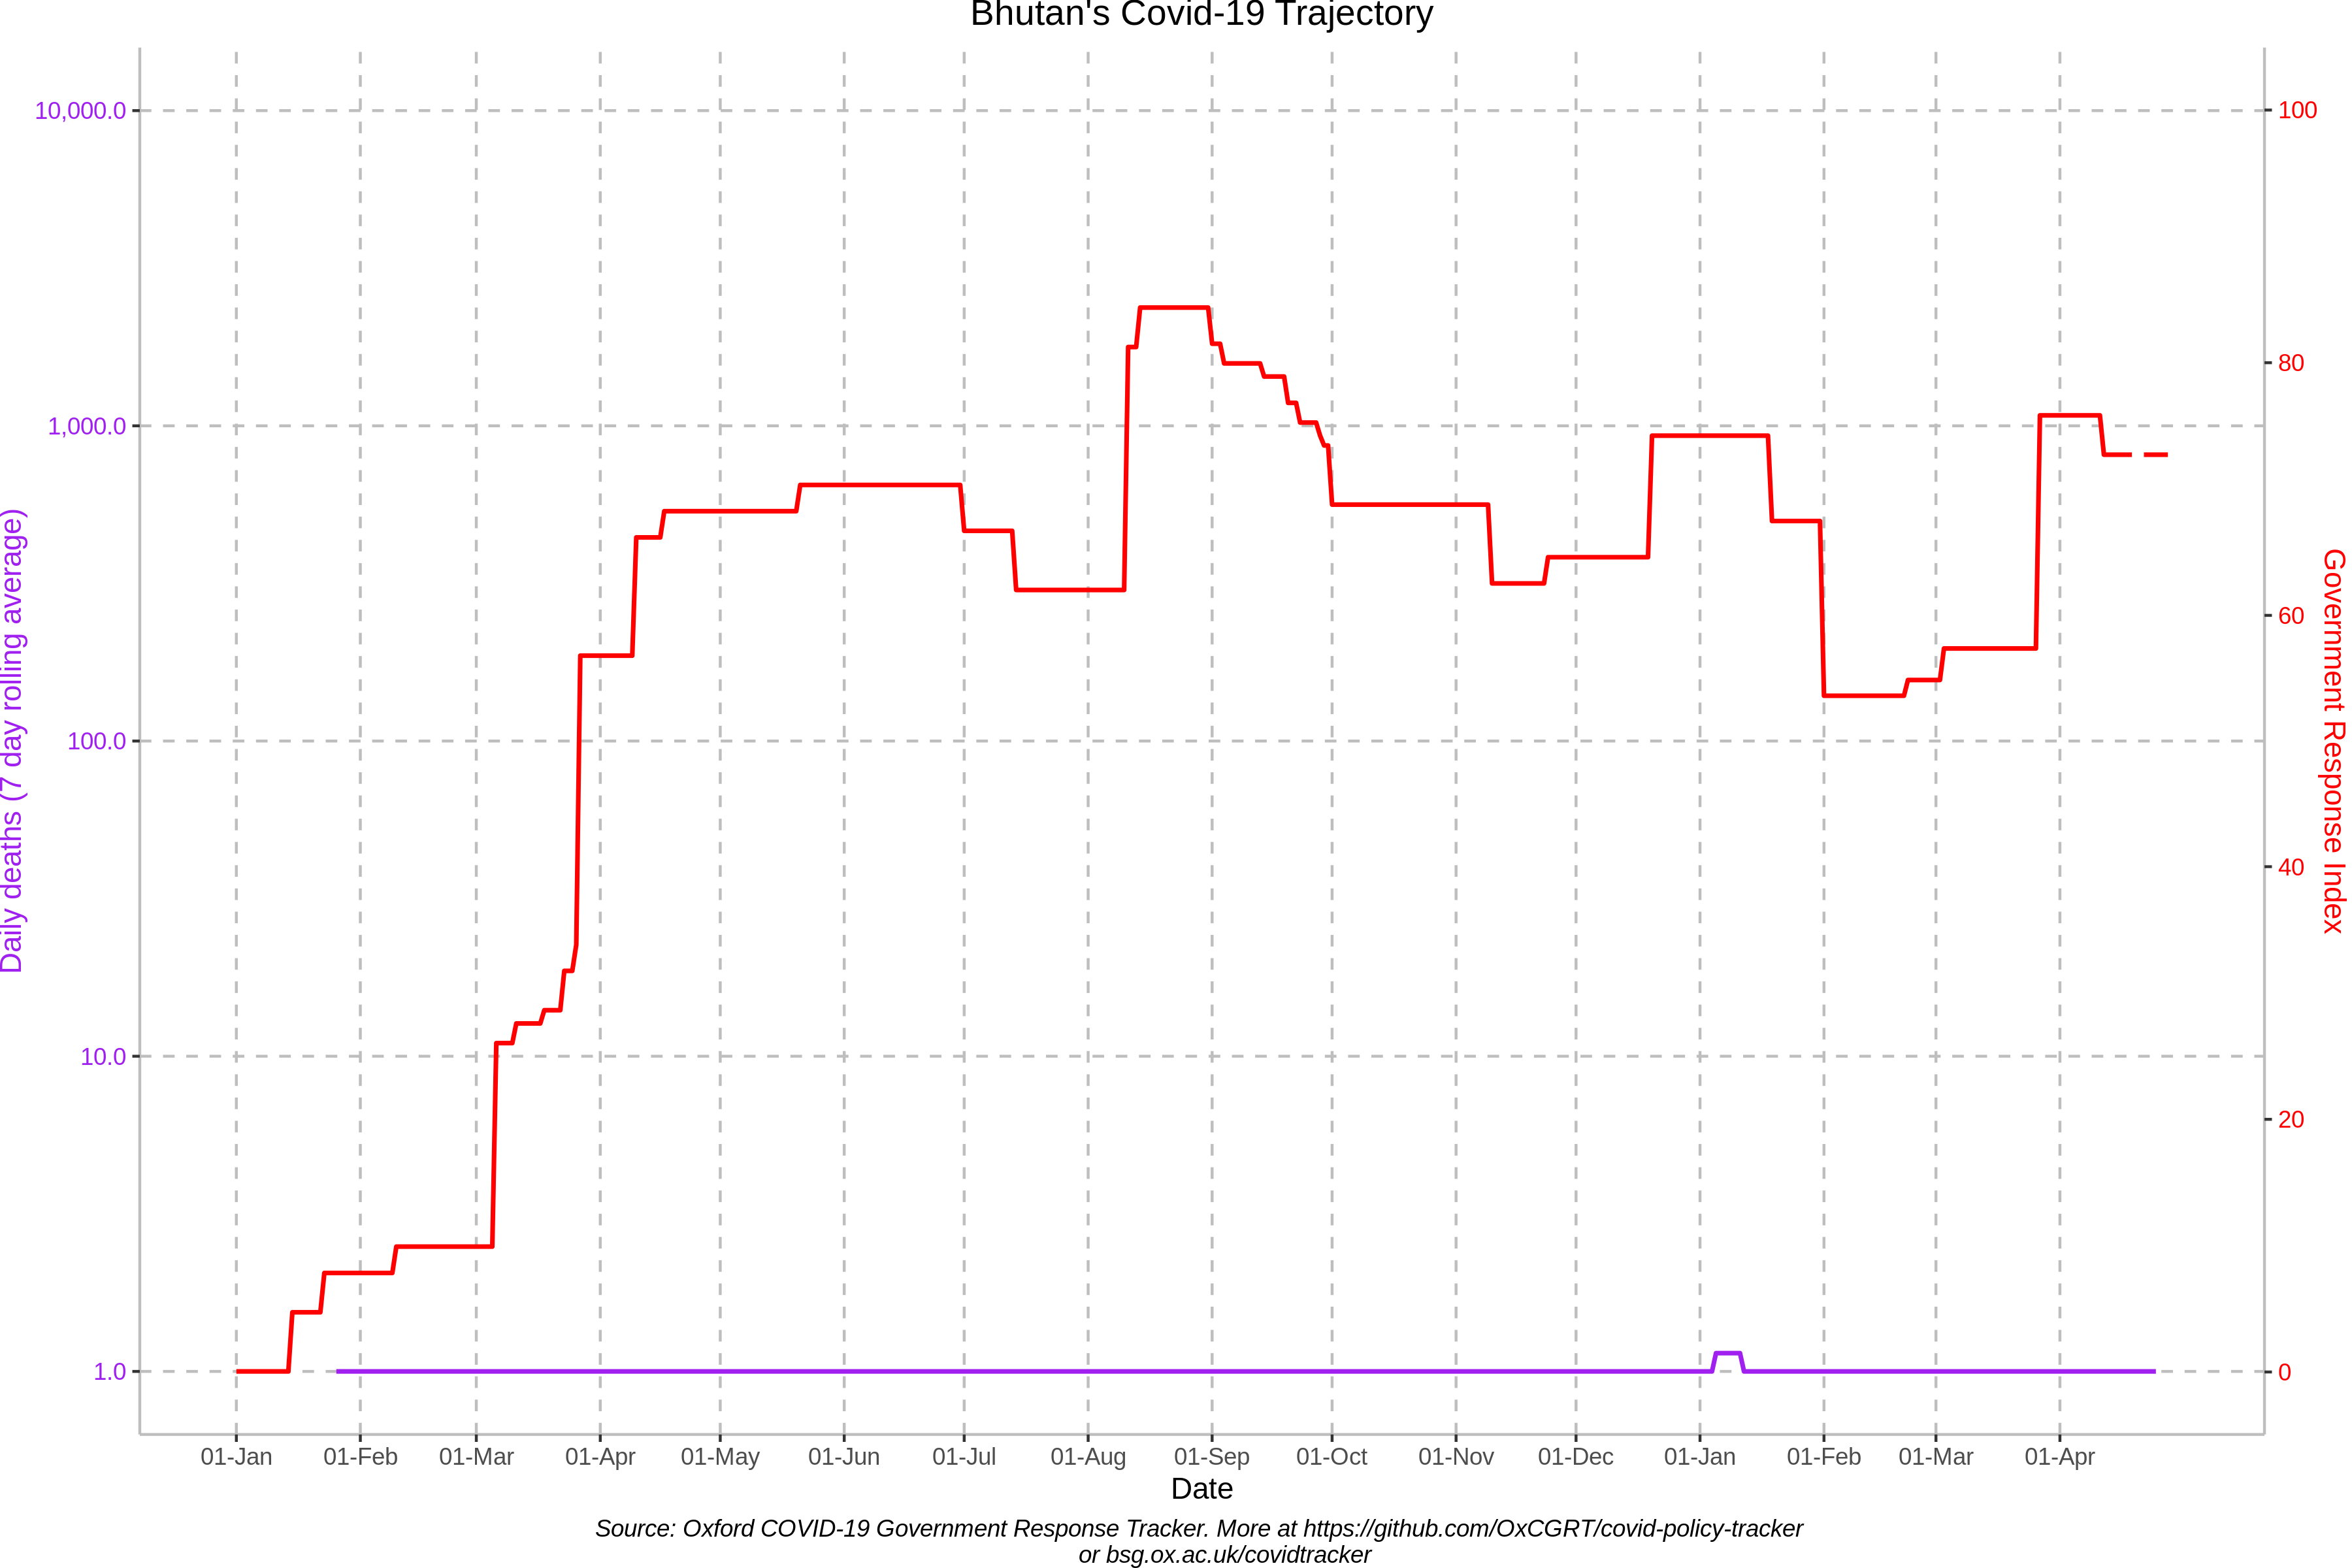 Bhutan's Covid-19 Trajectory
10,000.0
1,000.0
100.0
10.0
1.0
Daily deaths (7 day rolling average)
100
80
60
40
20
0
Government Response Index
01-Jan 01-Feb 01-Mar 01-Apr 01-May 01-Jun 01-Jul 01-Aug 01-Sep 01-Oct 01-Nov 01-Dec 01-Jan 01-Feb 01-Mar 01-Apr
Date
Source: Oxford COVID-19 Government Response Tracker. More at https://github.com/OxCGRT/covid-policy-tracker
or bsg.ox.ac.uk/covidtracker